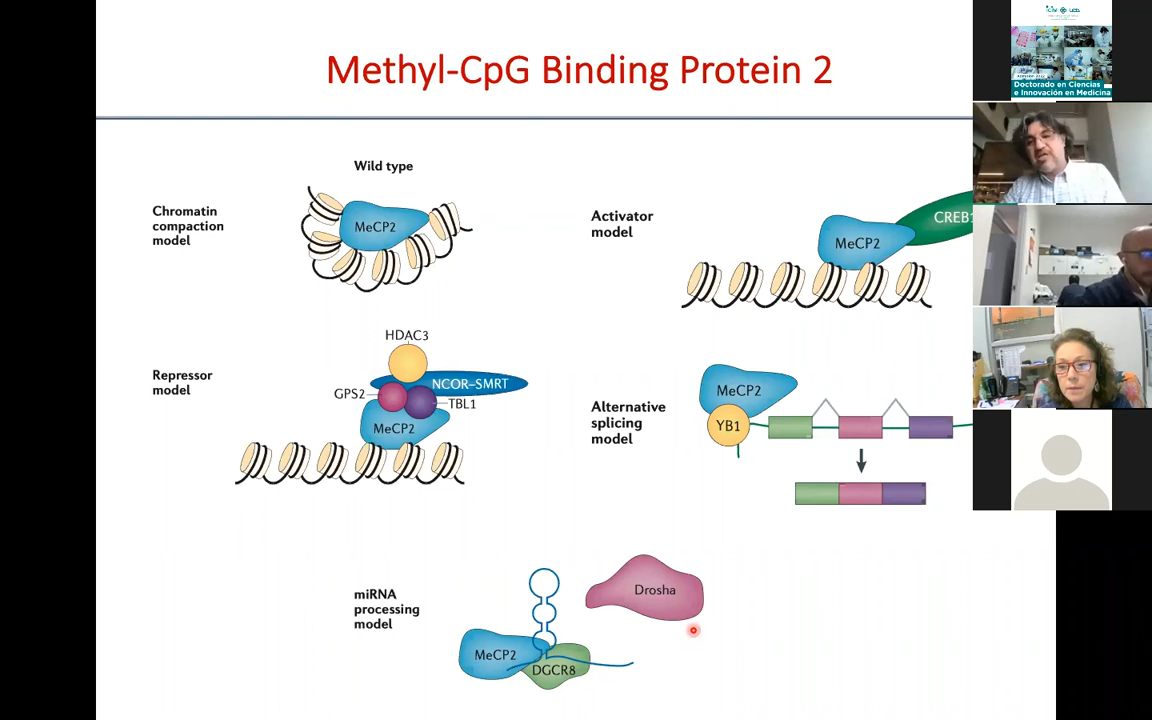 Methyl-CpG Binding Protein 2
Wild type
Chromatin
compaction
model
MeCP2
Activator
model
MeCP2
CREB1
Repressor
model
HDAC3
NCOR–SMRT
GPS2
TBL1
MeCP2
Alternative
splicing
model
MeCP2
YB1
miRNA
processing
model
Drosha
MeCP2
DGCR8
Doctorado en Ciencias
e Innovación en Medicina